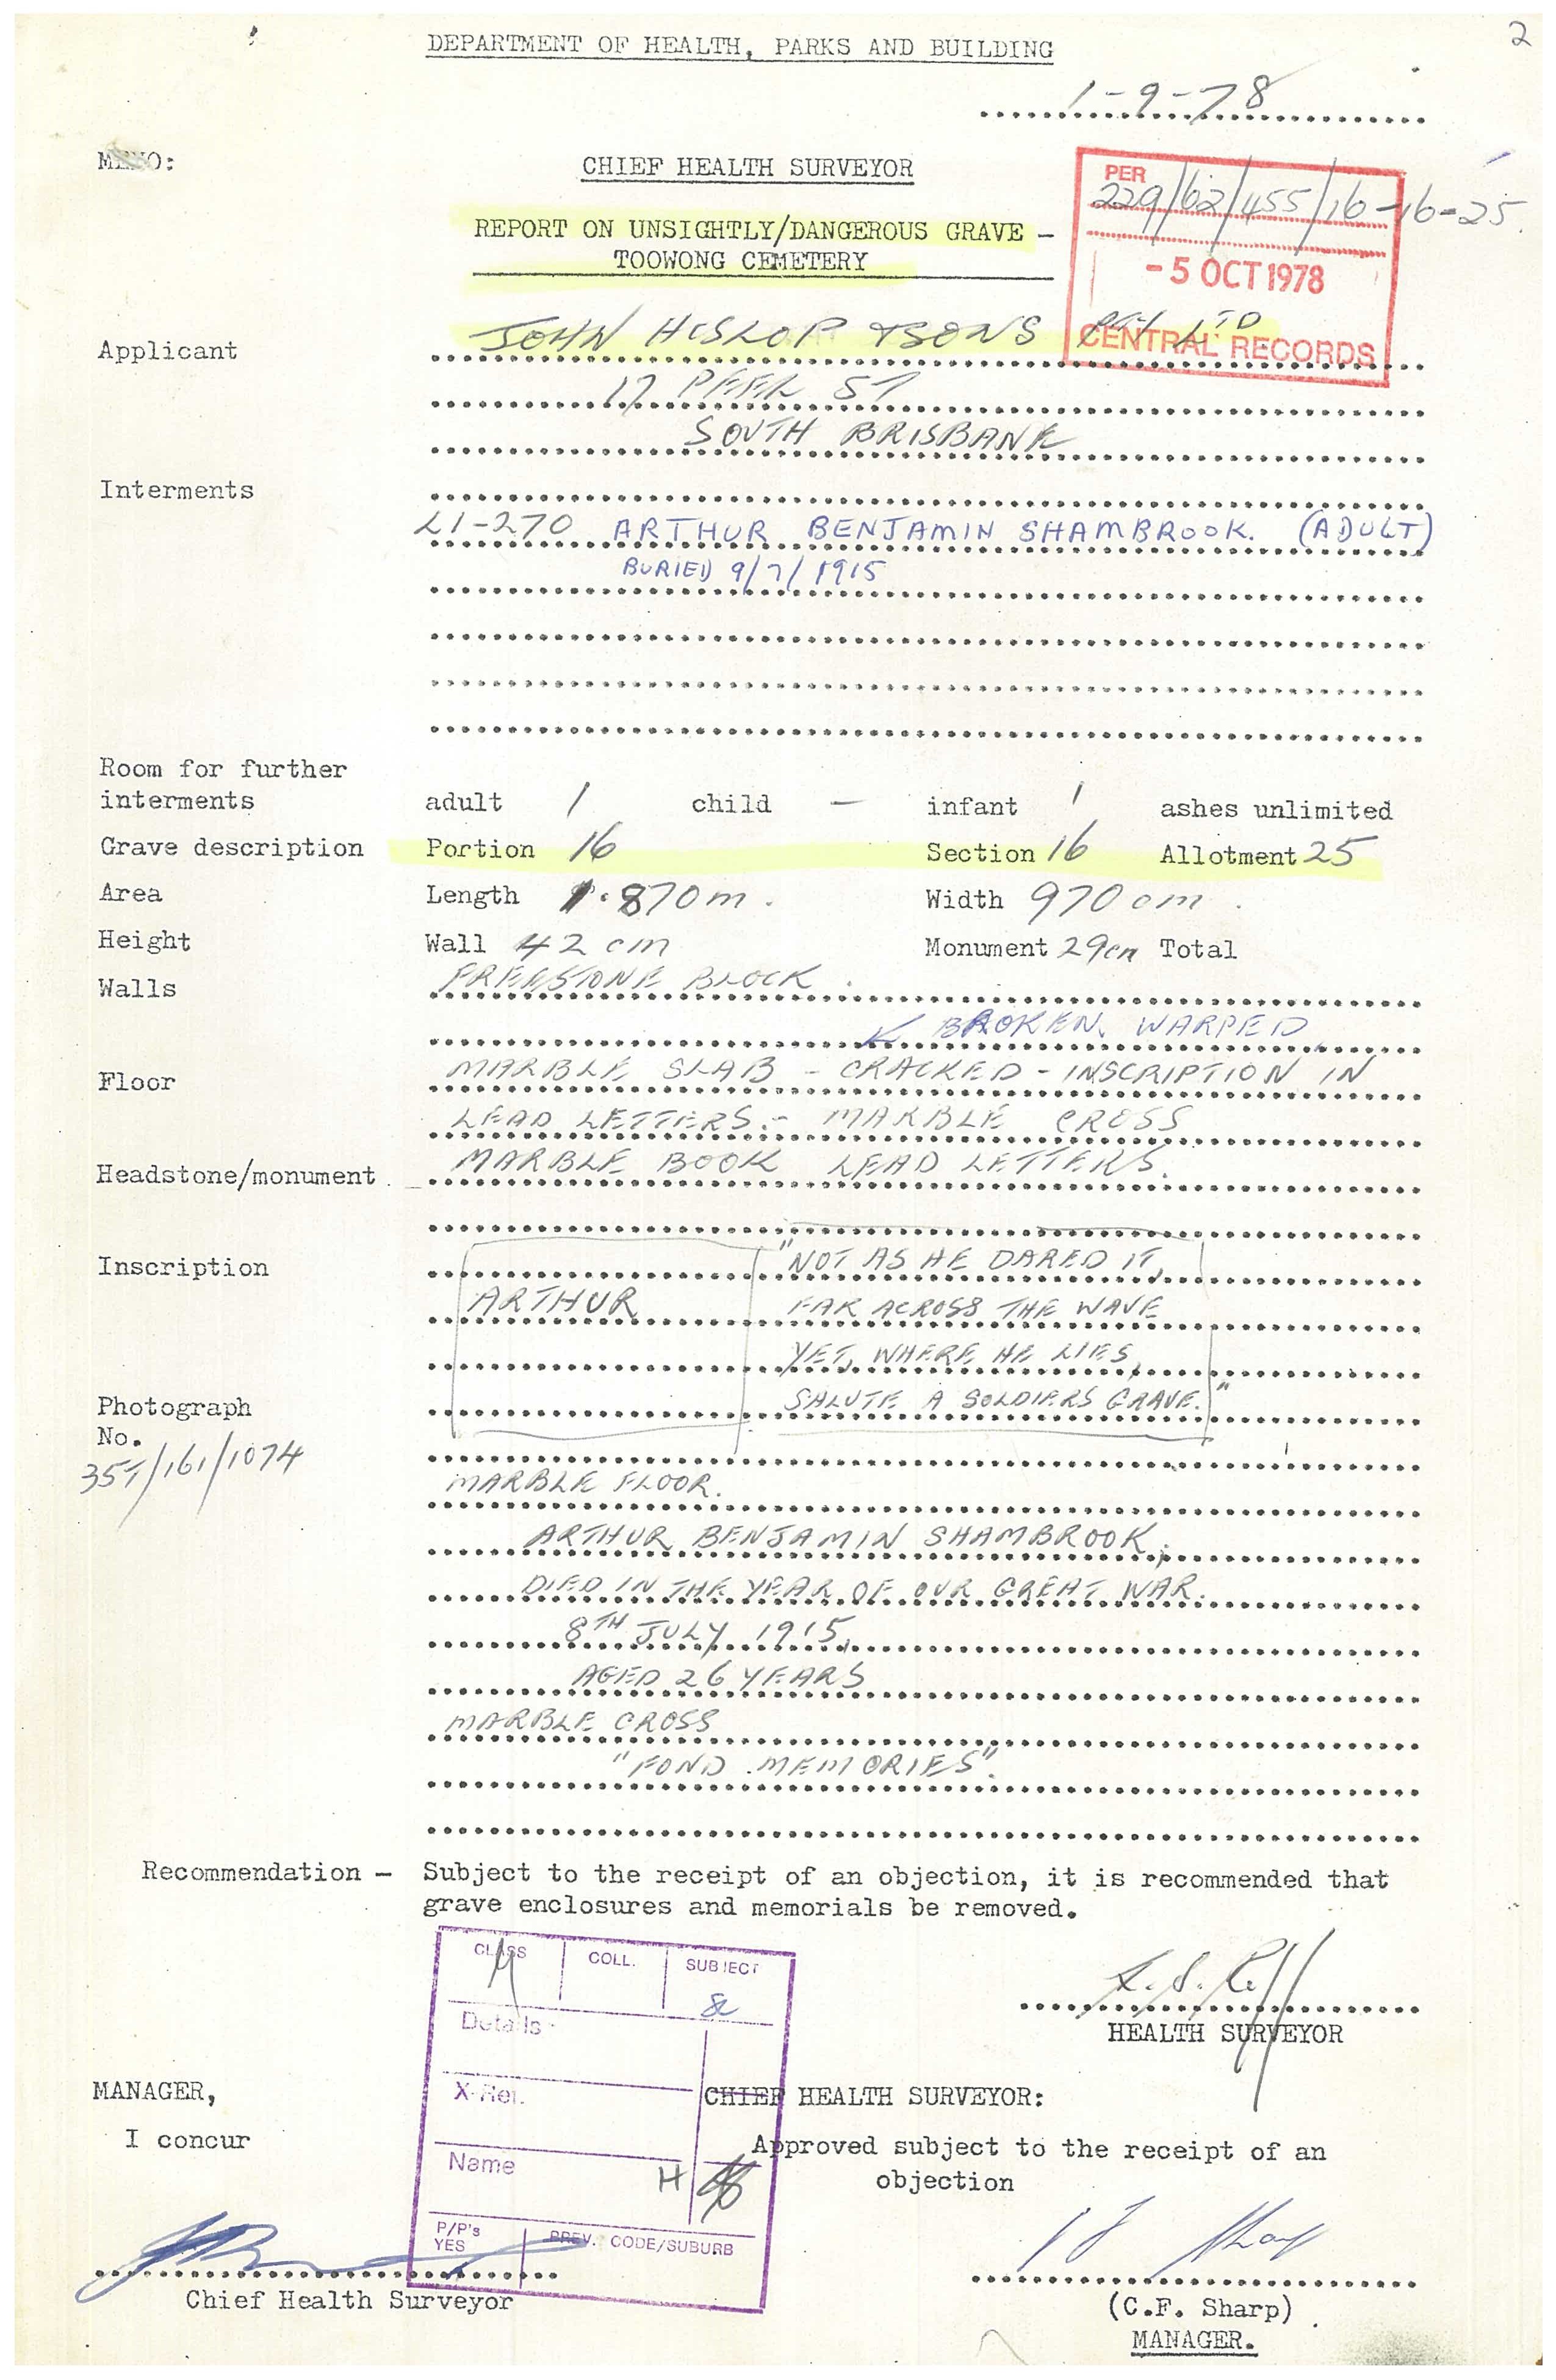 2
DEPARTMENT OF HEALTH, PARKS AND BUILDING
1-9-78
MEMO:
CHIEF HEALTH SURVEYOR
PER
229/62/455/16-16-25.
REPORT ON UNSIGHTLY/DANGEROUS GRAVE -
TOOWONG CEMETERY
-5 OCT 1978
CENTRAL RECORDS
Applicant JOHN HISLOP & SONS PTY LTD
17 PEEL ST
SOUTH BRISBANE
Interments
L1-270 ARTHUR BENJAMIN SHAMBROOK. (ADULT)
BURIED 9/7/1915
Room for further
interments adult 1 child - infant 1 ashes unlimited
Grave description Portion 16 Section 16 Allotment 25
Area Length 1.870m. Width 970 cm.
Height Wall 42 cm Monument 29cm Total
Walls FREESTONE BLOCK.
BROKEN, WARPED
Floor MARBLE SLAB - CRACKED - INSCRIPTION IN
LEAD LETTERS. - MARBLE CROSS
Headstone/monument MARBLE BOOK LEAD LETTERS.
Inscription "NOT AS HE DARED IT,
ARTHUR FAR ACROSS THE WAVE
YET, WHERE HE LIES,
SALUTE A SOLDIERS GRAVE."
Photograph
No.
35T/161/1074
MARBLE FLOOR.
ARTHUR BENJAMIN SHAMBROOK,
DIED IN THE YEAR OF OUR GREAT WAR.
8TH JULY 1915,
AGED 26 YEARS
MARBLE CROSS
"FOND MEMORIES".
Recommendation - Subject to the receipt of an objection, it is recommended that
grave enclosures and memorials be removed.
CLASS COLL. SUBJECT
Details
HEALTH SURVEYOR
X-Ref.
MANAGER,
CHIEF HEALTH SURVEYOR:
I concur
Approved subject to the receipt of an
objection
Name H
P/P's
YES
PREV. CODE/SUBURB
Chief Health Surveyor
(C.F. Sharp)
MANAGER.